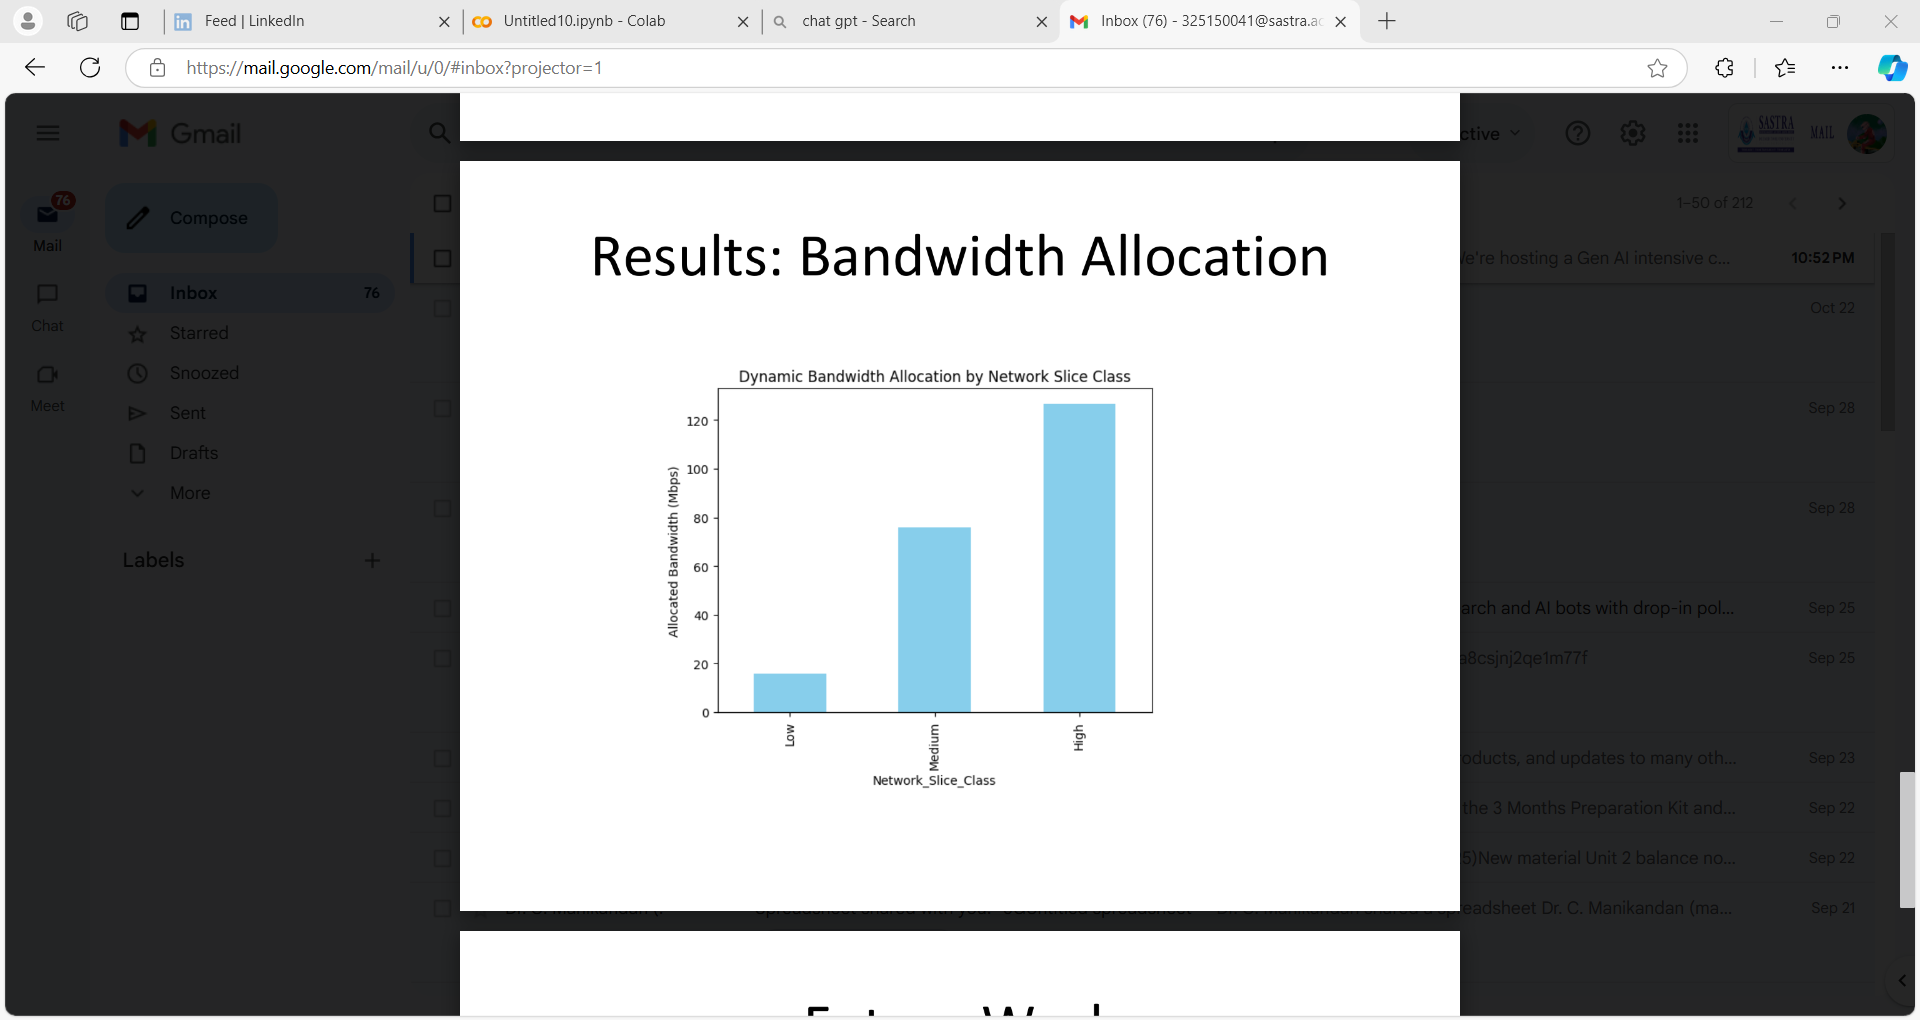 Feed | LinkedIn
Untitled10.ipynb - Colab
chat gpt - Search
Inbox (76) - 325150041@sastra.ac
https://mail.google.com/mail/u/0/#inbox?projector=1
Gmail
ctive
SASTRA
MAIL
76
Mail
Compose
1–50 of 212
Inbox 76
Chat
Starred
Snoozed
Meet
Sent
Drafts
More
Labels
Results: Bandwidth Allocation
Dynamic Bandwidth Allocation by Network Slice Class
Allocated Bandwidth (Mbps)
120
100
80
60
40
20
0
Low
Medium
High
Network_Slice_Class
e're hosting a Gen AI intensive c... 10:52 PM
Oct 22
Sep 28
Sep 28
arch and AI bots with drop-in pol... Sep 25
a8csjnj2qe1m77f Sep 25
oducts, and updates to many oth... Sep 23
the 3 Months Preparation Kit and... Sep 22
5)New material Unit 2 balance no... Sep 22
eadsheet Dr. C. Manikandan (ma... Sep 21